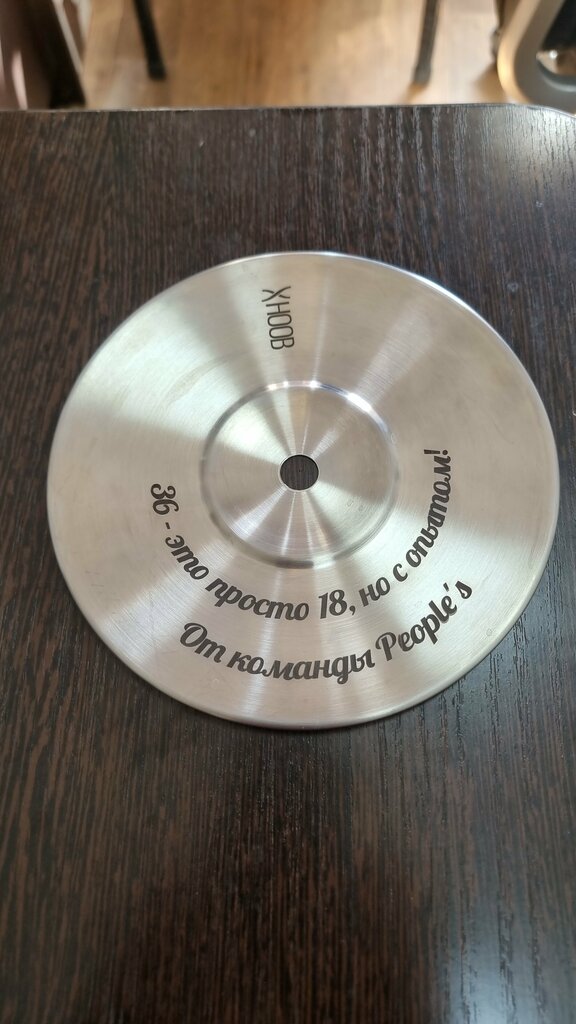 XHOOB
36 - это просто 18, но с опытом!
От команды People's